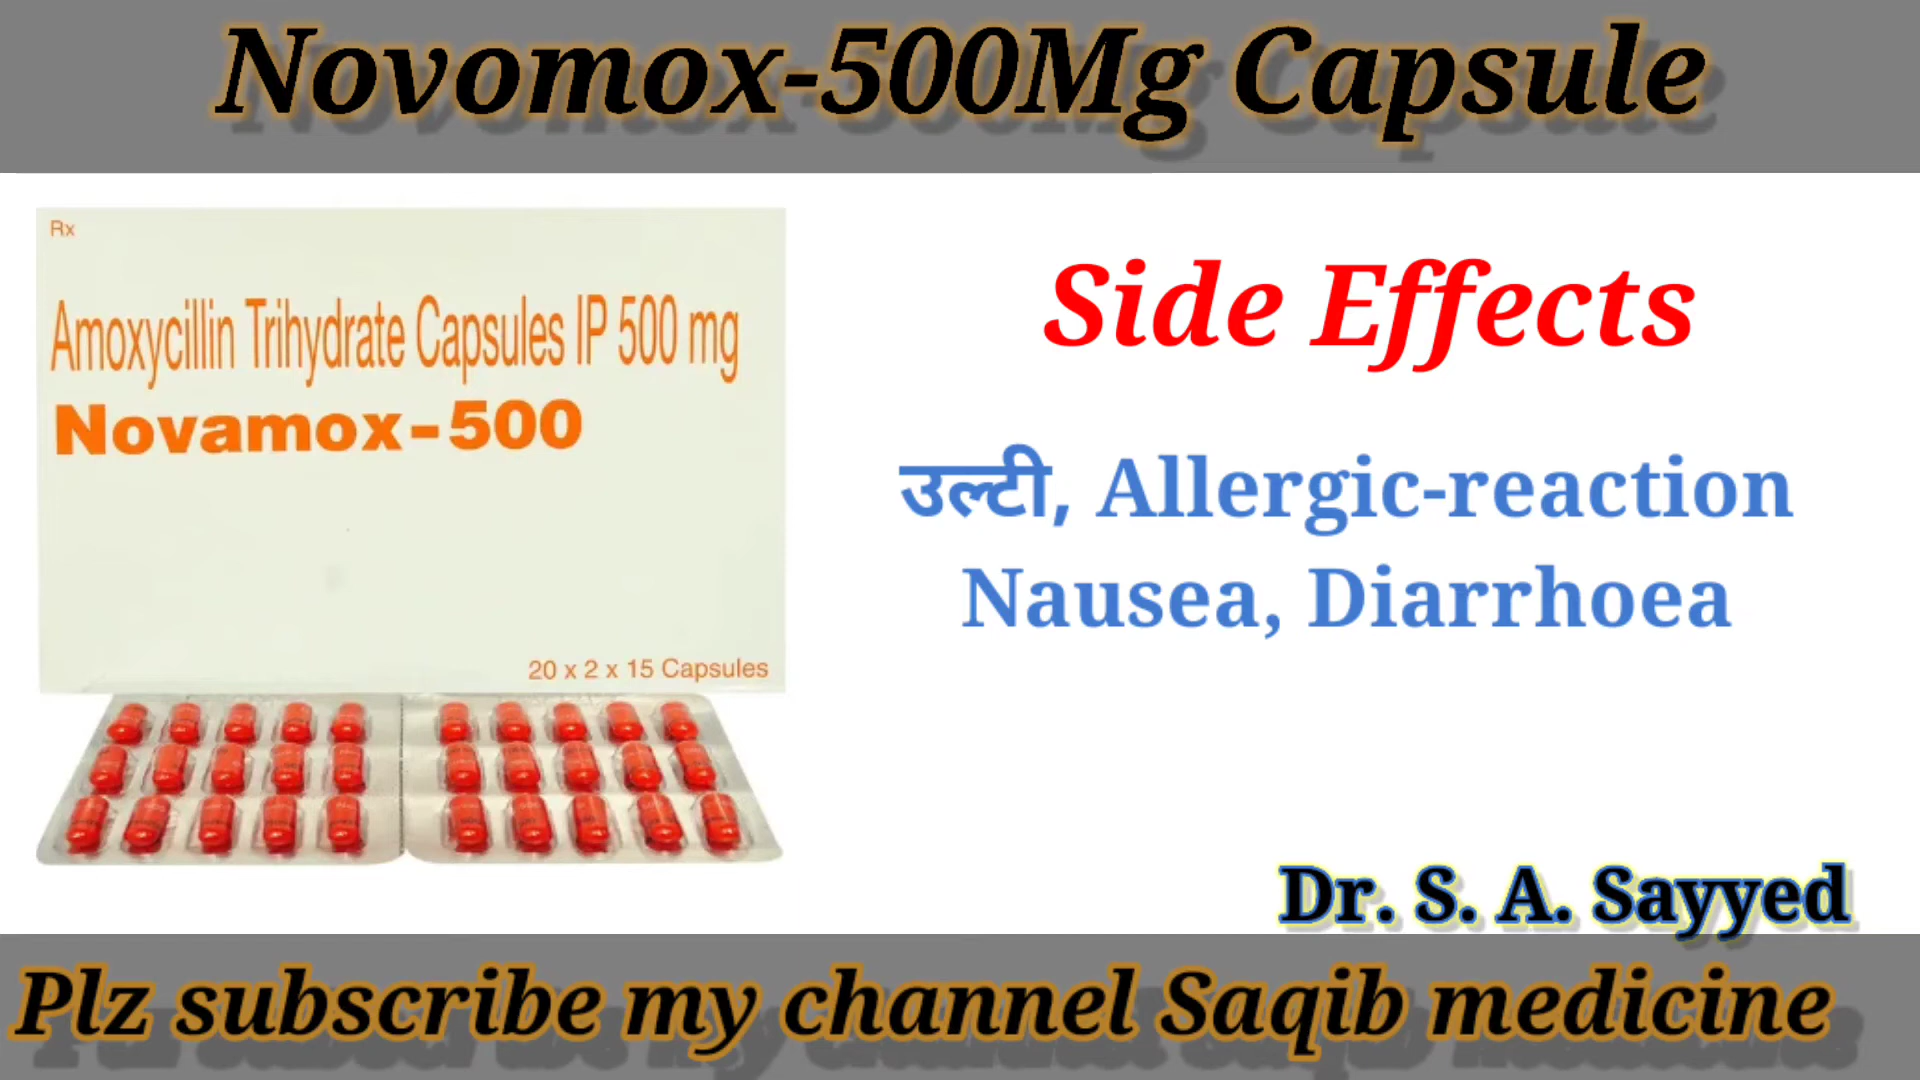 Novomox-500Mg Capsule
Rx
Amoxycillin Trihydrate Capsules IP 500 mg
Novamox-500
20 x 2 x 15 Capsules
Side Effects
उल्टी, Allergic-reaction
Nausea, Diarrhoea
Dr. S. A. Sayyed
Plz subscribe my channel Saqib medicine